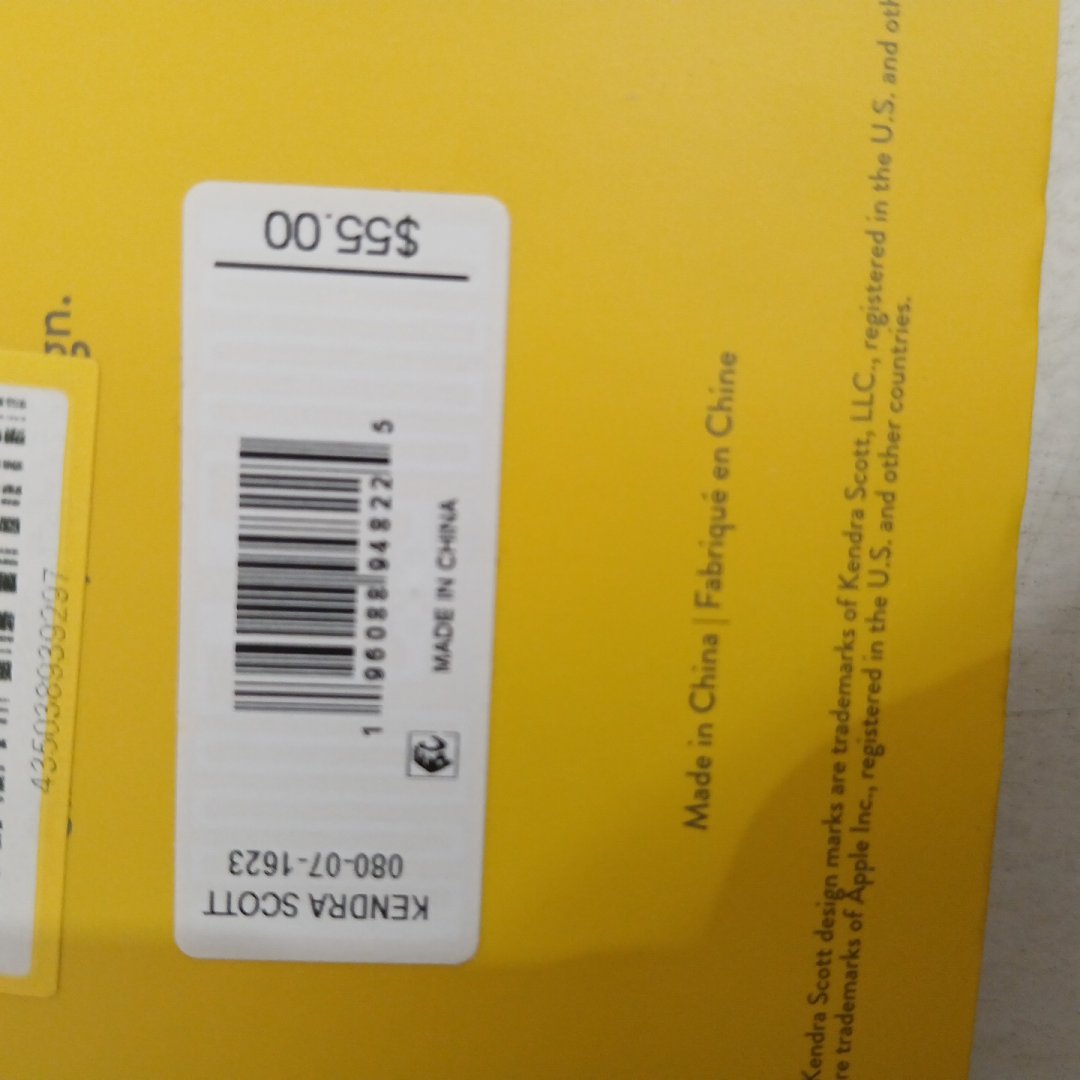 KENDRA SCOTT
080-07-1623
1 96088 94822 5
MADE IN CHINA
$55.00
gn.
43503893929
Made in China | Fabriqué en Chine
Kendra Scott design marks are trademarks of Kendra Scott, LLC., registered in the U.S. and oth
re trademarks of Apple Inc., registered in the U.S. and other countries.